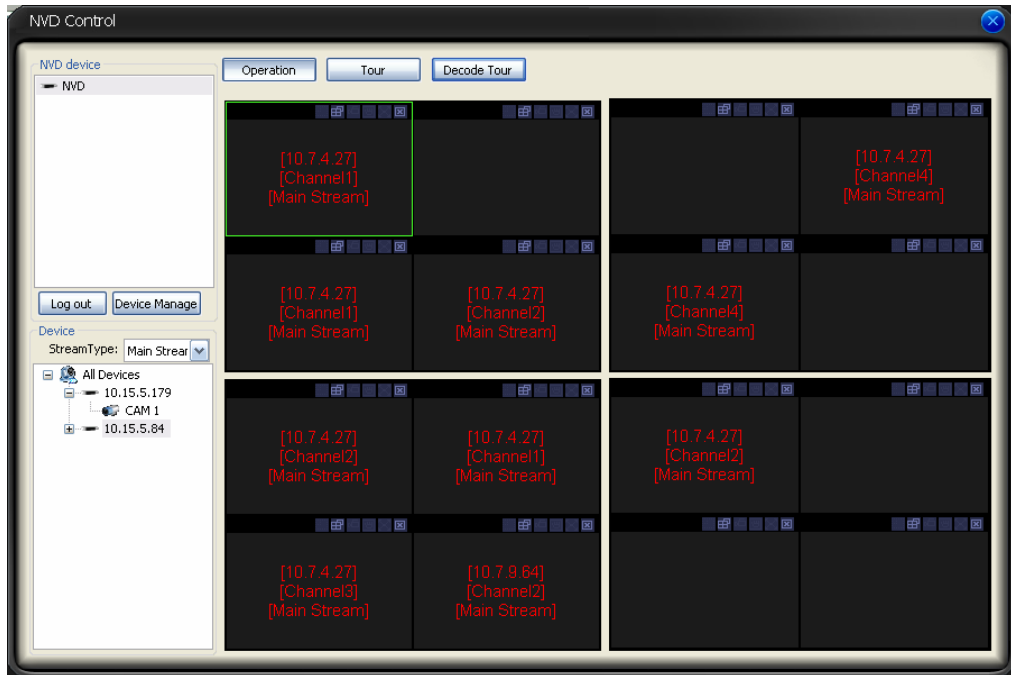 NVD Control
NVD device
NVD
Log out
Device Manage
Device
StreamType:
Main Strear
All Devices
10.15.5.179
CAM 1
10.15.5.84
Operation
Tour
Decode Tour
[10.7.4.27]
[Channel1]
[Main Stream]
[10.7.4.27]
[Channel4]
[Main Stream]
[10.7.4.27]
[Channel1]
[Main Stream]
[10.7.4.27]
[Channel2]
[Main Stream]
[10.7.4.27]
[Channel4]
[Main Stream]
[10.7.4.27]
[Channel2]
[Main Stream]
[10.7.4.27]
[Channel1]
[Main Stream]
[10.7.4.27]
[Channel2]
[Main Stream]
[10.7.4.27]
[Channel3]
[Main Stream]
[10.7.9.64]
[Channel2]
[Main Stream]